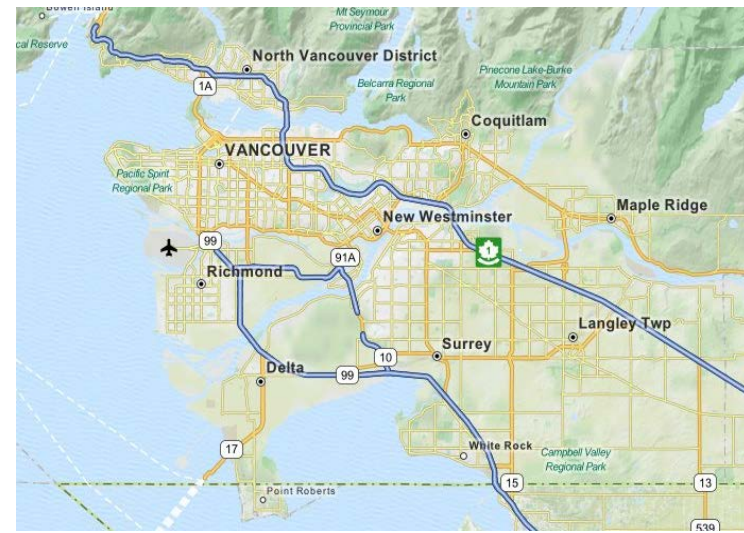 Bowen Island
Mt Seymour
Provincial Park
cal Reserve
North Vancouver District
1A
Belcarra Regional
Park
Pinecone Lake-Burke
Mountain Park
Coquitlam
VANCOUVER
Pacific Spirit
Regional Park
Maple Ridge
New Westminster
99
91A
1
Richmond
Langley Twp
Surrey
10
Delta
99
White Rock
17
Campbell Valley
Regional Park
15
13
Point Roberts
539